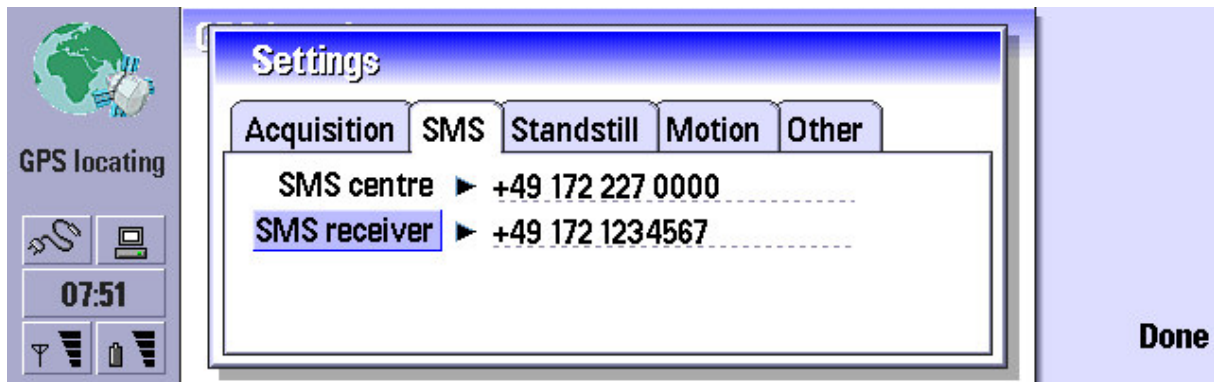 GPS locating
07:51
Settings
Acquisition SMS Standstill Motion Other
SMS centre +49 172 227 0000
SMS receiver +49 172 1234567
Done